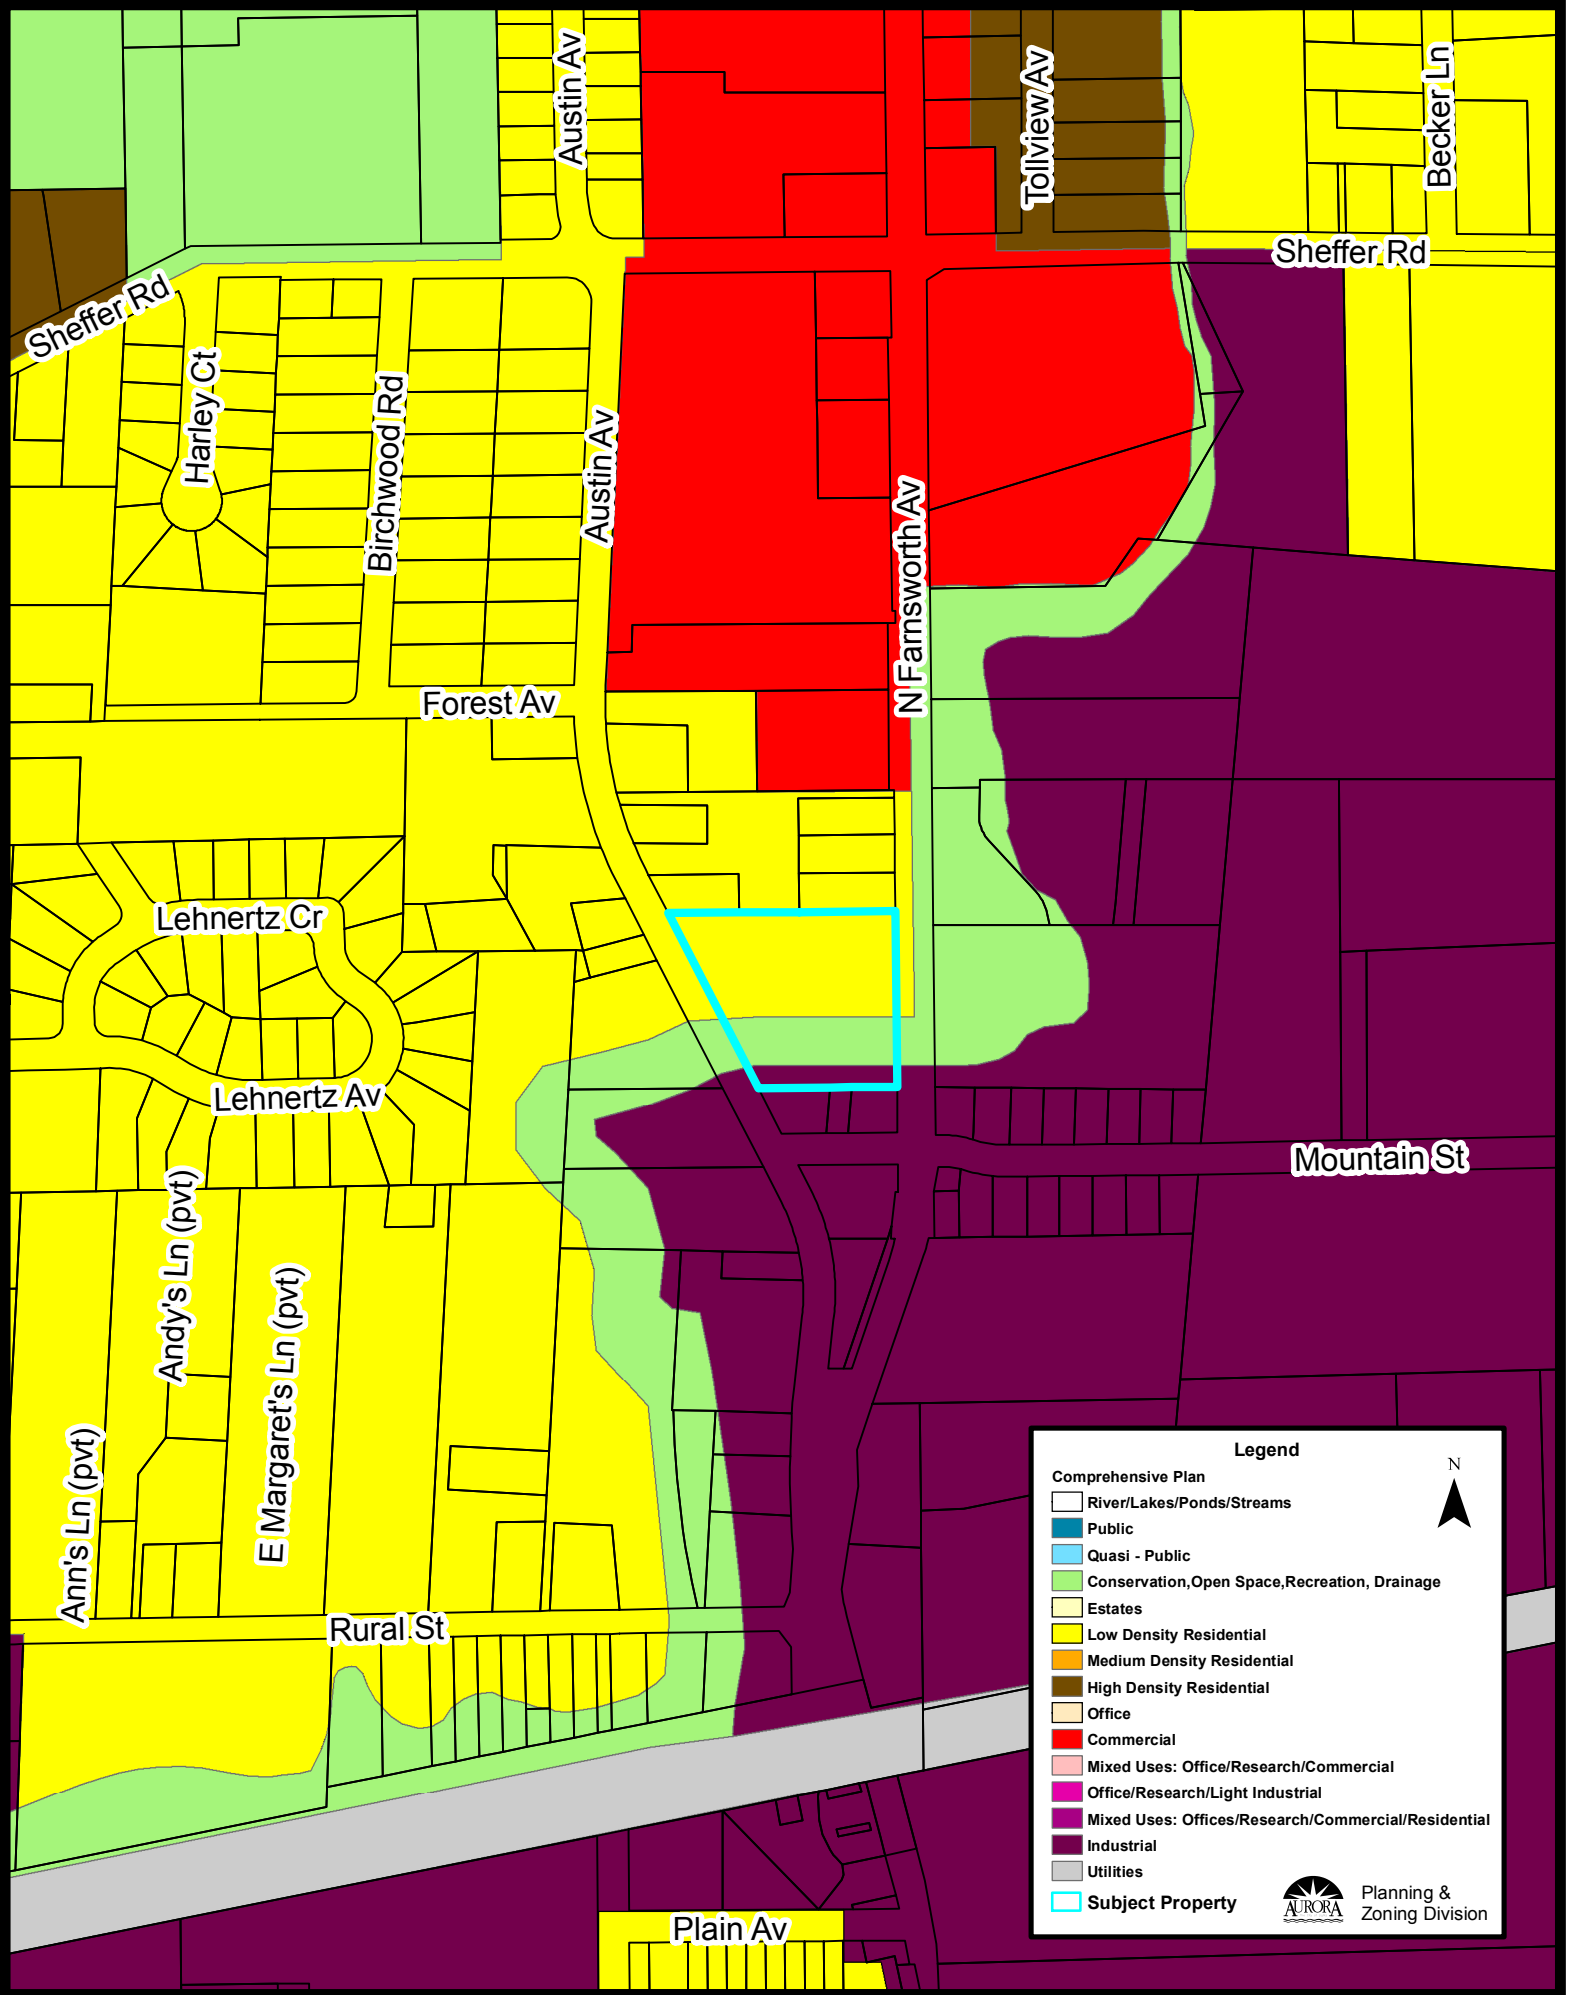 Austin Av
Tollview Av
Becker Ln
Sheffer Rd
Sheffer Rd
Harley Ct
Birchwood Rd
Austin Av
N Farnsworth Av
Forest Av
Lehnertz Cr
Lehnertz Av
Mountain St
Andy's Ln (pvt)
E Margaret's Ln (pvt)
Ann's Ln (pvt)
Rural St
Plain Av
Legend
Comprehensive Plan
N
River/Lakes/Ponds/Streams
Public
Quasi - Public
Conservation,Open Space,Recreation, Drainage
Estates
Low Density Residential
Medium Density Residential
High Density Residential
Office
Commercial
Mixed Uses: Office/Research/Commercial
Office/Research/Light Industrial
Mixed Uses: Offices/Research/Commercial/Residential
Industrial
Utilities
Subject Property
AURORA
Planning &
Zoning Division